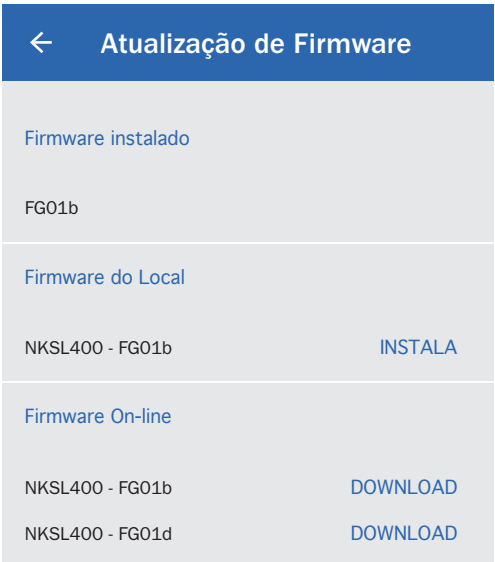 Atualização de Firmware
Firmware instalado
FG01b
Firmware do Local
NKSL400 - FG01b INSTALA
Firmware On-line
NKSL400 - FG01b DOWNLOAD
NKSL400 - FG01d DOWNLOAD